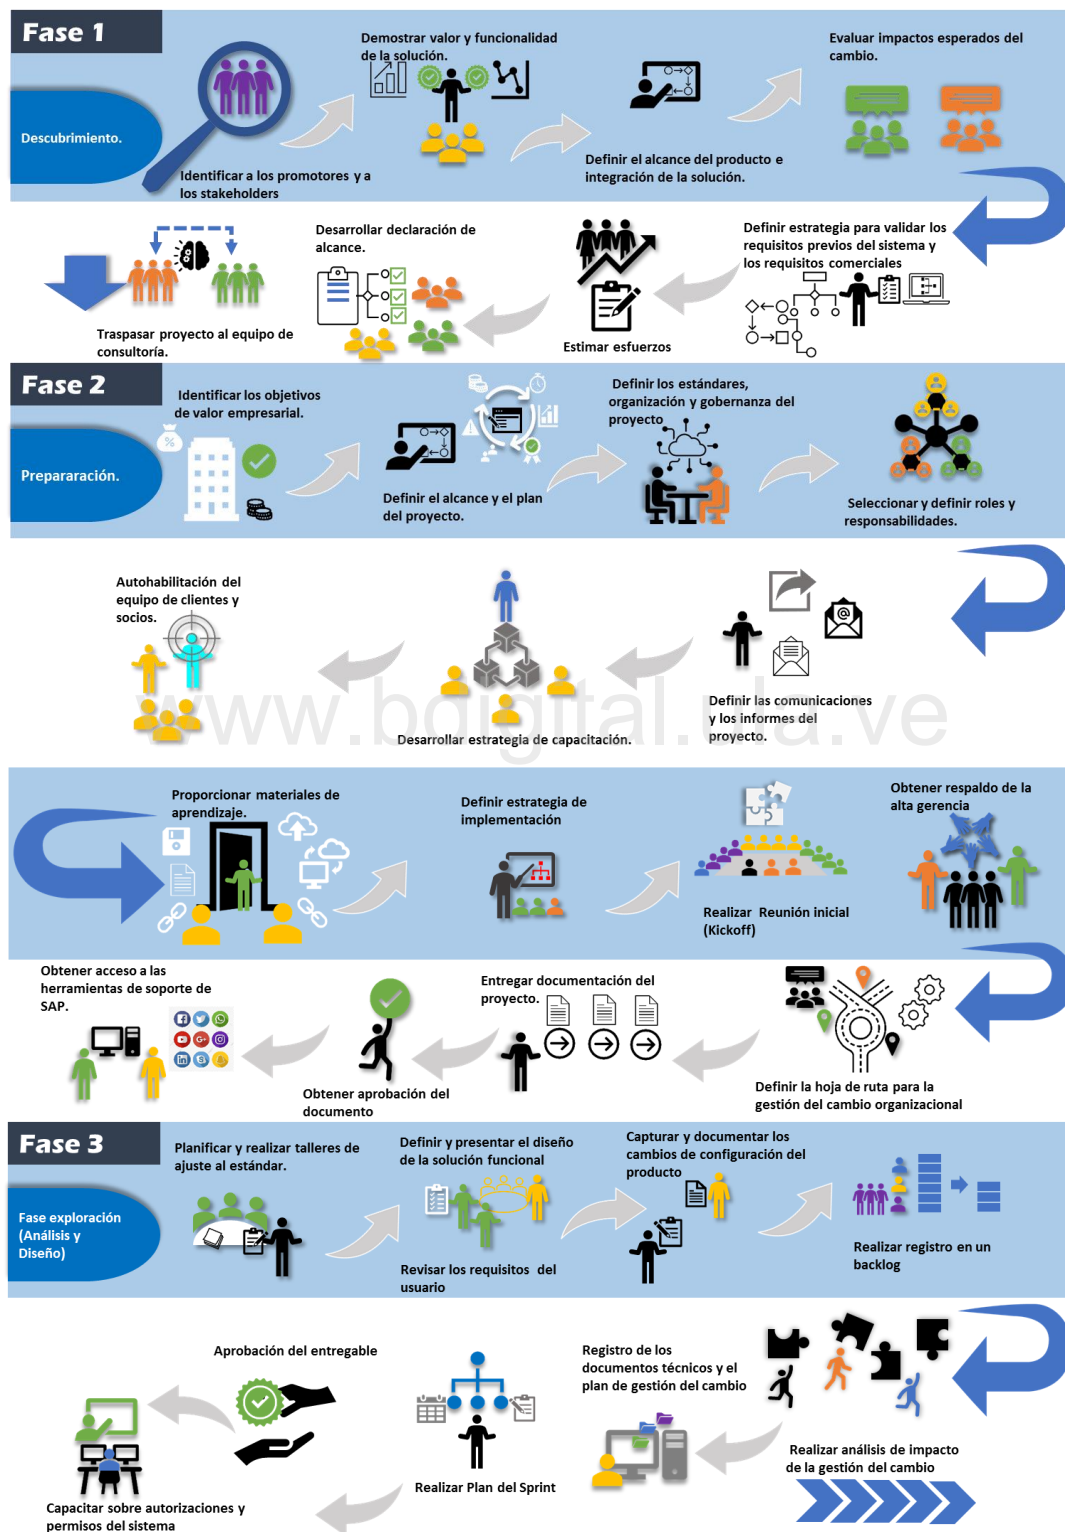 Fase 1
Descubrimiento.
Identificar a los promotores y a
los stakeholders
Demostrar valor y funcionalidad
de la solución.
Definir el alcance del producto e
integración de la solución.
Evaluar impactos esperados del
cambio.
Definir estrategia para validar los
requisitos previos del sistema y
los requisitos comerciales
Estimar esfuerzos
Desarrollar declaración de
alcance.
Traspasar proyecto al equipo de
consultoría.
Fase 2
Prepararación.
Identificar los objetivos
de valor empresarial.
Definir el alcance y el plan
del proyecto.
Definir los estándares,
organización y gobernanza del
proyecto
Seleccionar y definir roles y
responsabilidades.
Definir las comunicaciones
y los informes del
proyecto.
Desarrollar estrategia de capacitación.
Autohabilitación del
equipo de clientes y
socios.
www.bdigital.ula.ve
Proporcionar materiales de
aprendizaje.
Definir estrategia de
implementación
Realizar Reunión inicial
(Kickoff)
Obtener respaldo de la
alta gerencia
Definir la hoja de ruta para la
gestión del cambio organizacional
Entregar documentación del
proyecto.
Obtener aprobación del
documento
Obtener acceso a las
herramientas de soporte de
SAP.
Fase 3
Fase exploración
(Análisis y
Diseño)
Planificar y realizar talleres de
ajuste al estándar.
Definir y presentar el diseño
de la solución funcional
Revisar los requisitos del
usuario
Capturar y documentar los
cambios de configuración del
producto
Realizar registro en un
backlog
Realizar análisis de impacto
de la gestión del cambio
Registro de los
documentos técnicos y el
plan de gestión del cambio
Realizar Plan del Sprint
Aprobación del entregable
Capacitar sobre autorizaciones y
permisos del sistema